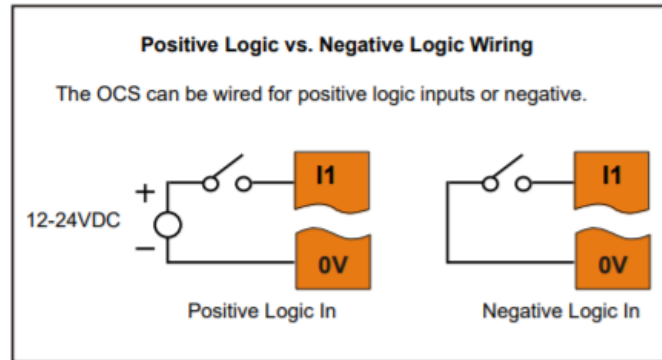 Positive Logic vs. Negative Logic Wiring
The OCS can be wired for positive logic inputs or negative.
I1
I1
+
12-24VDC
−
0V
0V
Positive Logic In
Negative Logic In